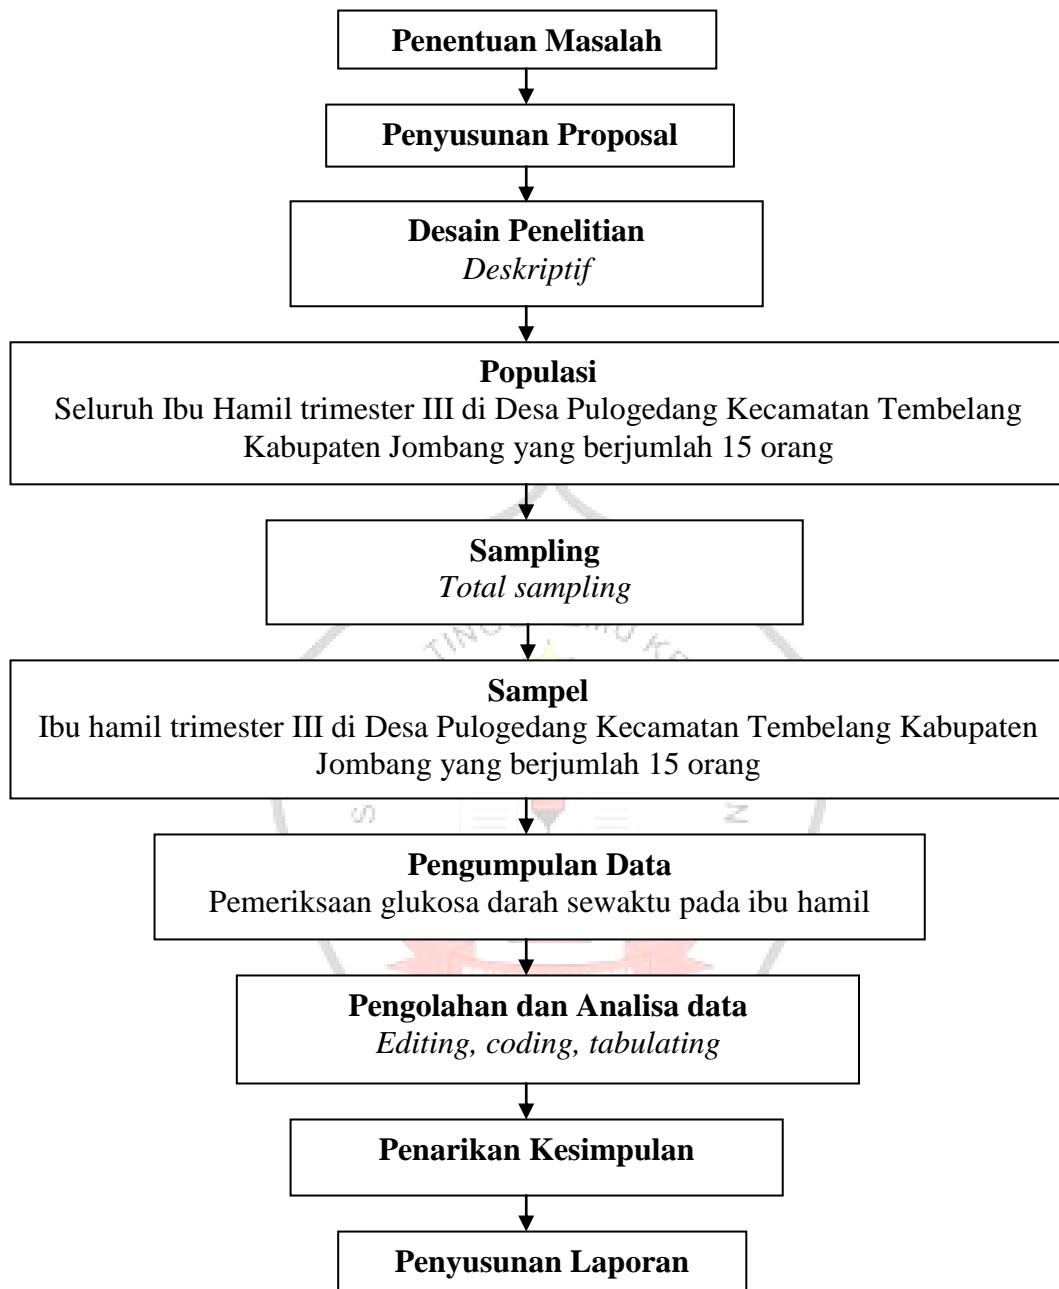 Penentuan Masalah
Penyusunan Proposal
Desain Penelitian
Deskriptif
Populasi
Seluruh Ibu Hamil trimester III di Desa Pulogedang Kecamatan Tembelang
Kabupaten Jombang yang berjumlah 15 orang
Sampling
Total sampling
Sampel
Ibu hamil trimester III di Desa Pulogedang Kecamatan Tembelang Kabupaten
Jombang yang berjumlah 15 orang
Pengumpulan Data
Pemeriksaan glukosa darah sewaktu pada ibu hamil
Pengolahan dan Analisa data
Editing, coding, tabulating
Penarikan Kesimpulan
Penyusunan Laporan